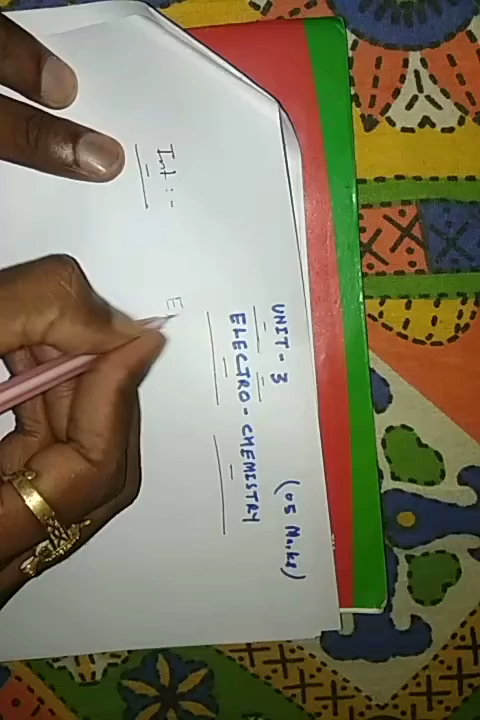 UNIT - 3 (05 Marks)
ELECTRO - CHEMISTRY
Int :-
E